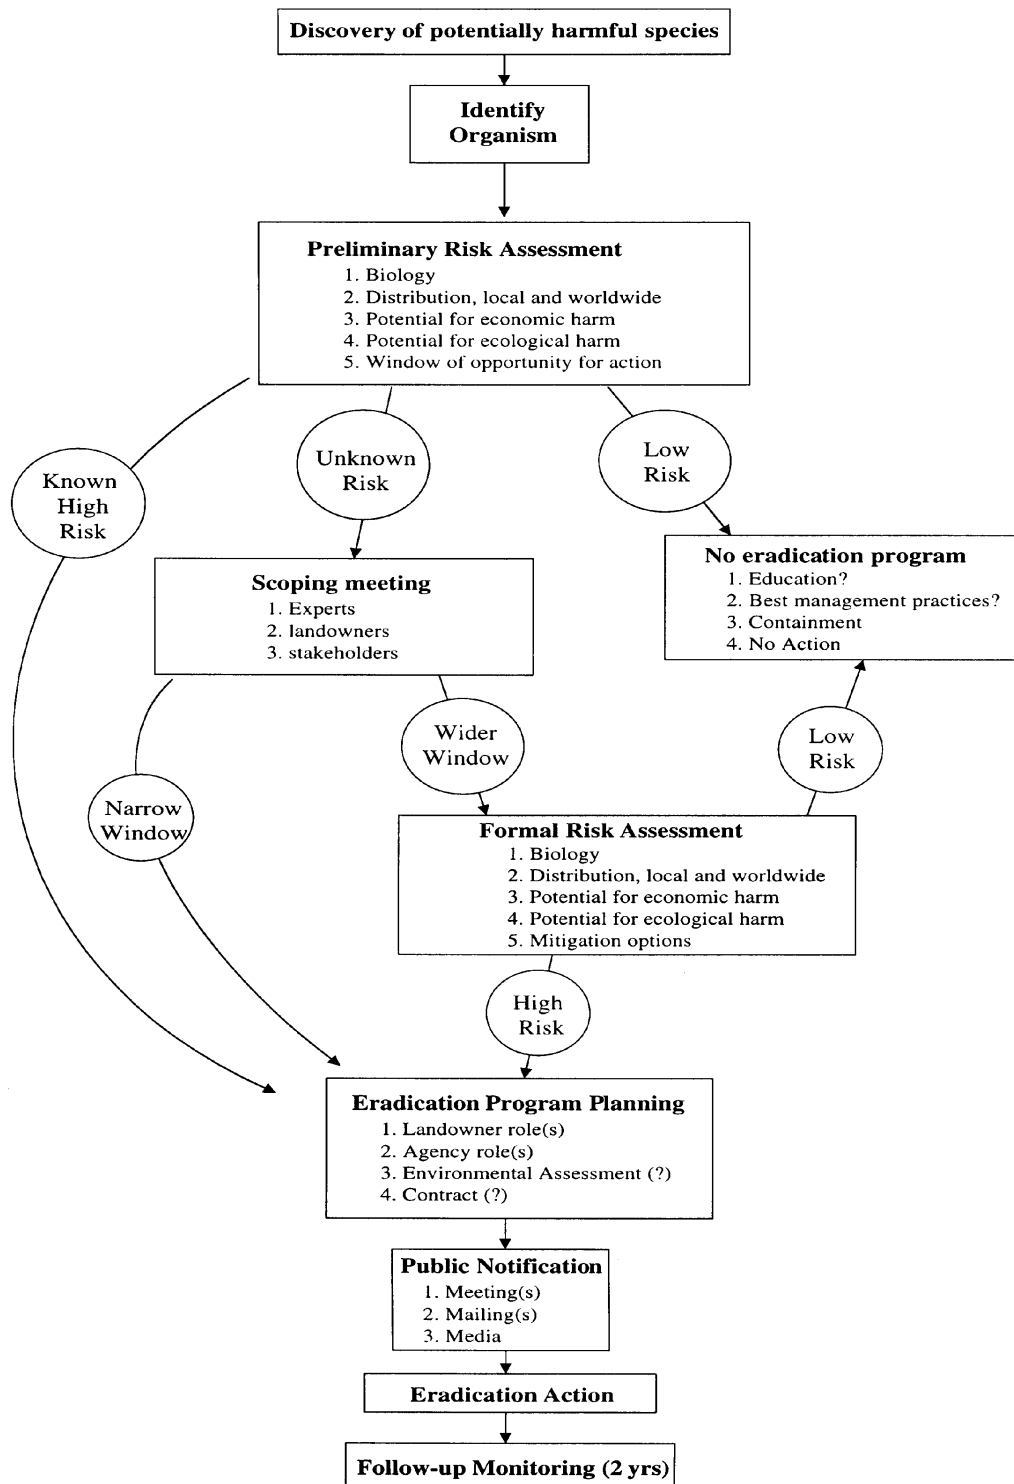 Discovery of potentially harmful species
Identify
Organism
Preliminary Risk Assessment
1. Biology
2. Distribution, local and worldwide
3. Potential for economic harm
4. Potential for ecological harm
5. Window of opportunity for action
Known
High
Risk
Unknown
Risk
Low
Risk
Scoping meeting
1. Experts
2. landowners
3. stakeholders
No eradication program
1. Education?
2. Best management practices?
3. Containment
4. No Action
Narrow
Window
Wider
Window
Low
Risk
Formal Risk Assessment
1. Biology
2. Distribution, local and worldwide
3. Potential for economic harm
4. Potential for ecological harm
5. Mitigation options
High
Risk
Eradication Program Planning
1. Landowner role(s)
2. Agency role(s)
3. Environmental Assessment (?)
4. Contract (?)
Public Notification
1. Meeting(s)
2. Mailing(s)
3. Media
Eradication Action
Follow-up Monitoring (2 yrs)